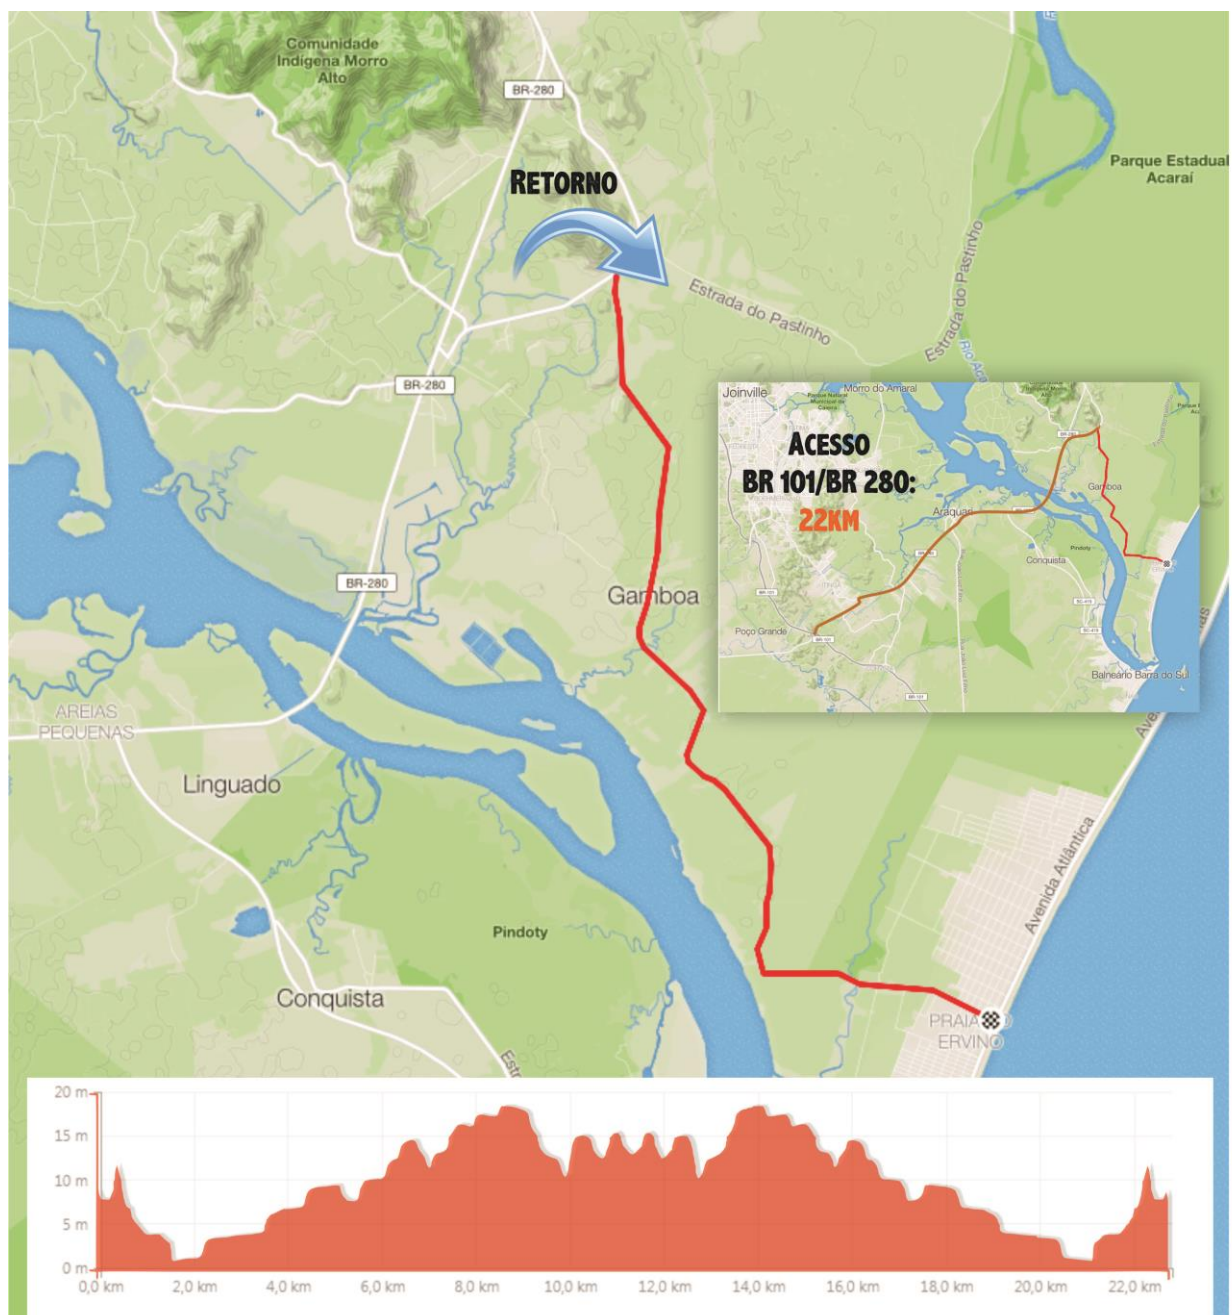 Comunidade
Indígena Morro
Alto
BR-280
RETORNO
Parque Estadual
Acaraí
Estrada do Pastinho
Estrada do Pastinho
BR-280
Joinville
Morro do Amaral
ACESSO
BR 101/BR 280:
22KM
Gamboa
Araquari
Conquista
Pindoty
Poço Grande
BR-101
Balneário Barra do Sul
BR-280
Gamboa
AREIAS
PEQUENAS
Linguado
Avenida Atlântica
Pindoty
Conquista
PRAIA DO
ERVINO
20 m
15 m
10 m
5 m
0 m
0,0 km
2,0 km
4,0 km
6,0 km
8,0 km
10,0 km
12,0 km
14,0 km
16,0 km
18,0 km
20,0 km
22,0 km